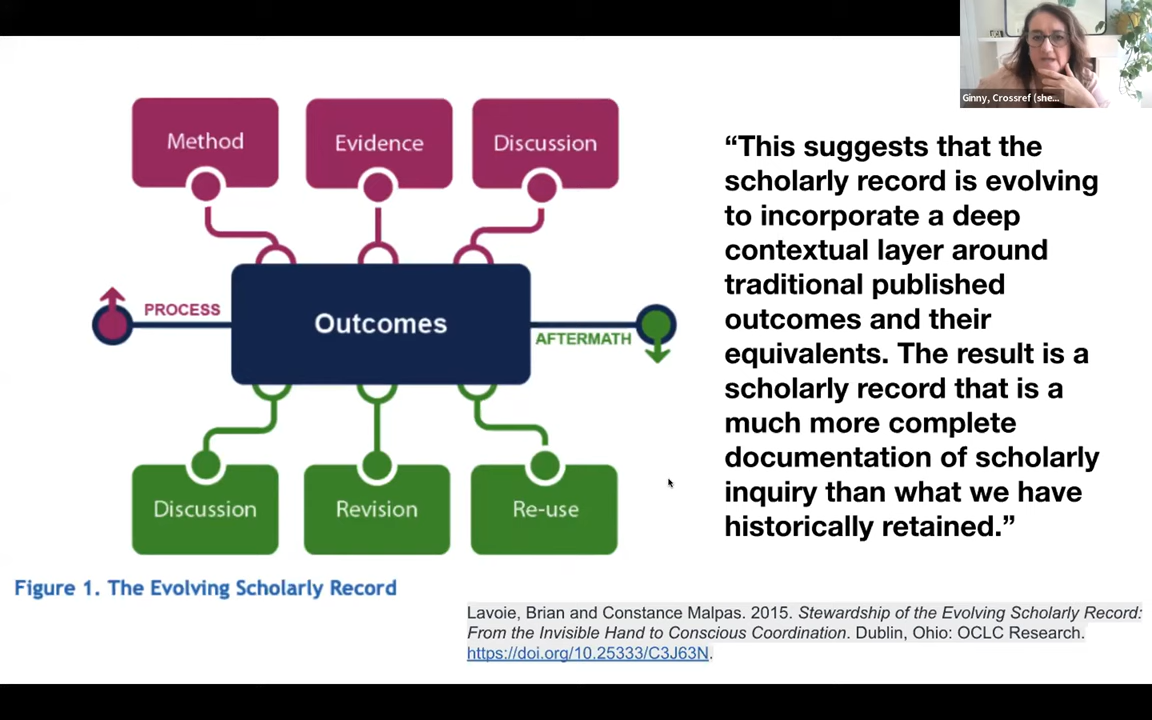 Ginny, Crossref (she...
Method
Evidence
Discussion
PROCESS
Outcomes
AFTERMATH
Discussion
Revision
Re-use
Figure 1. The Evolving Scholarly Record
“This suggests that the
scholarly record is evolving
to incorporate a deep
contextual layer around
traditional published
outcomes and their
equivalents. The result is a
scholarly record that is a
much more complete
documentation of scholarly
inquiry than what we have
historically retained.”
Lavoie, Brian and Constance Malpas. 2015. Stewardship of the Evolving Scholarly Record:
From the Invisible Hand to Conscious Coordination. Dublin, Ohio: OCLC Research.
https://doi.org/10.25333/C3J63N.